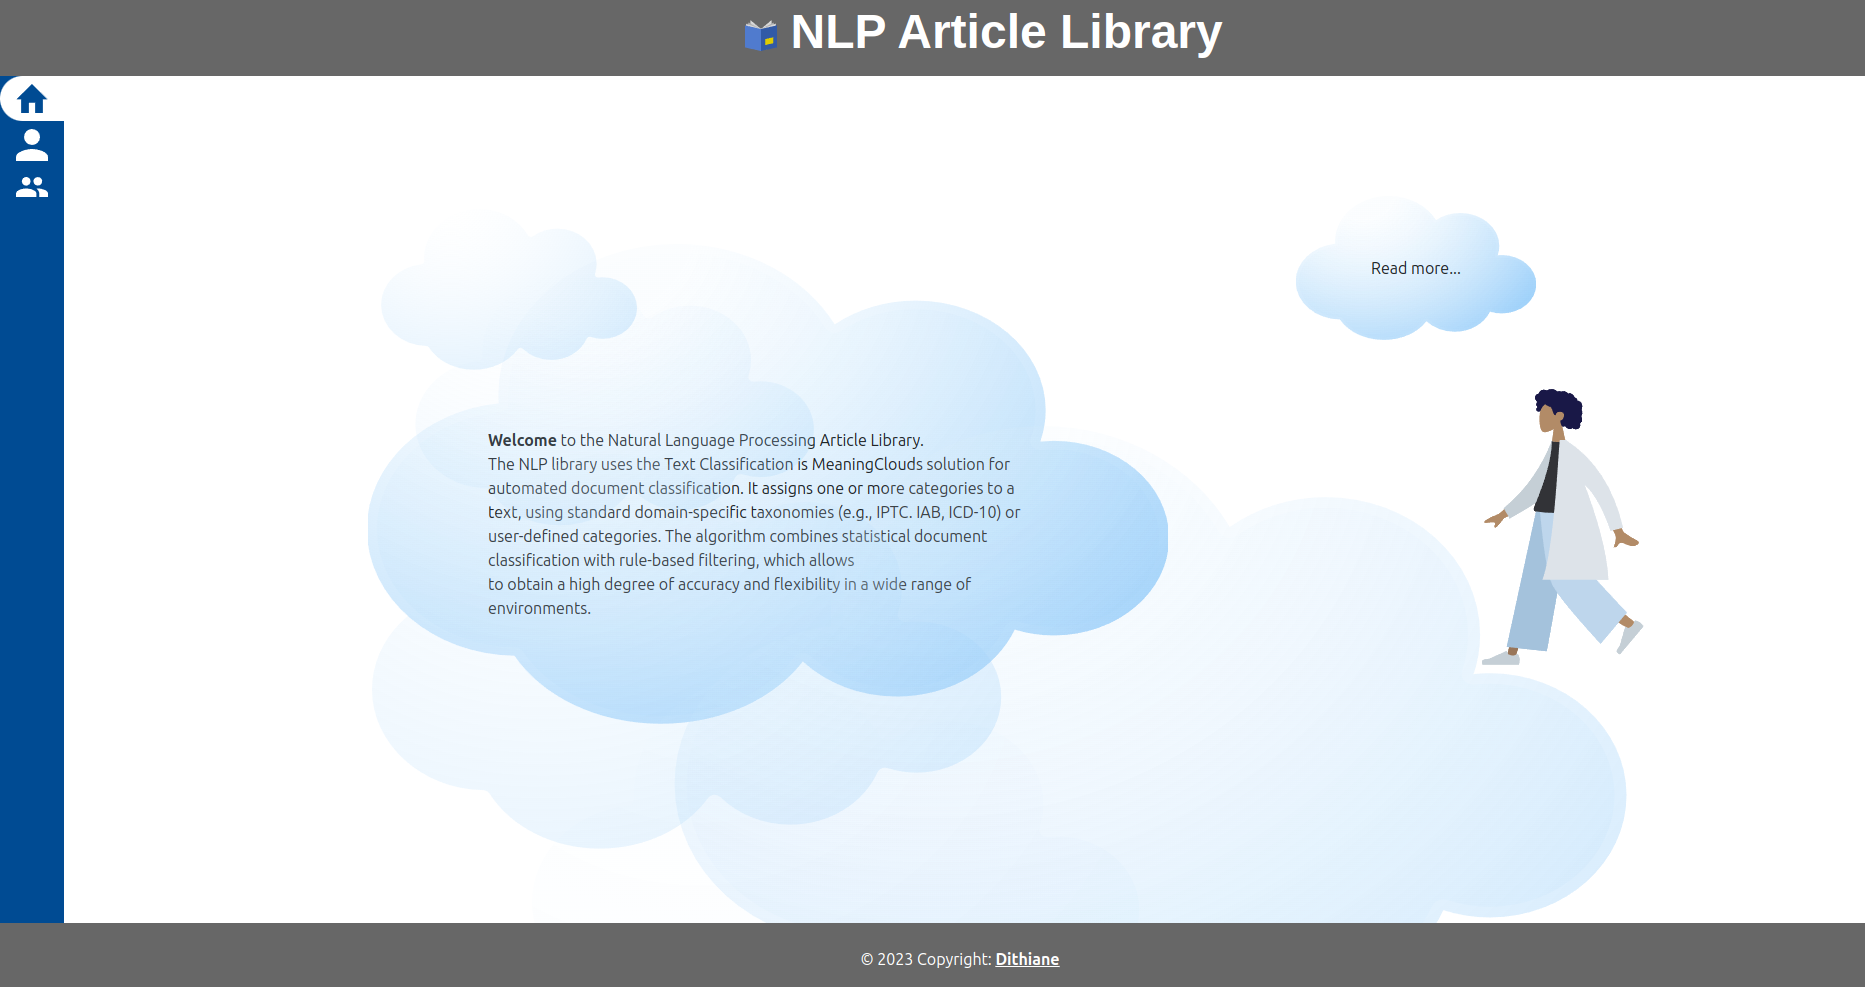 NLP Article Library
Read more...
Welcome to the Natural Language Processing Article Library.
The NLP library uses the Text Classification is MeaningClouds solution for
automated document classification. It assigns one or more categories to a
text, using standard domain-specific taxonomies (e.g., IPTC. IAB, ICD-10) or
user-defined categories. The algorithm combines statistical document
classification with rule-based filtering, which allows
to obtain a high degree of accuracy and flexibility in a wide range of
environments.
© 2023 Copyright: Dithiane